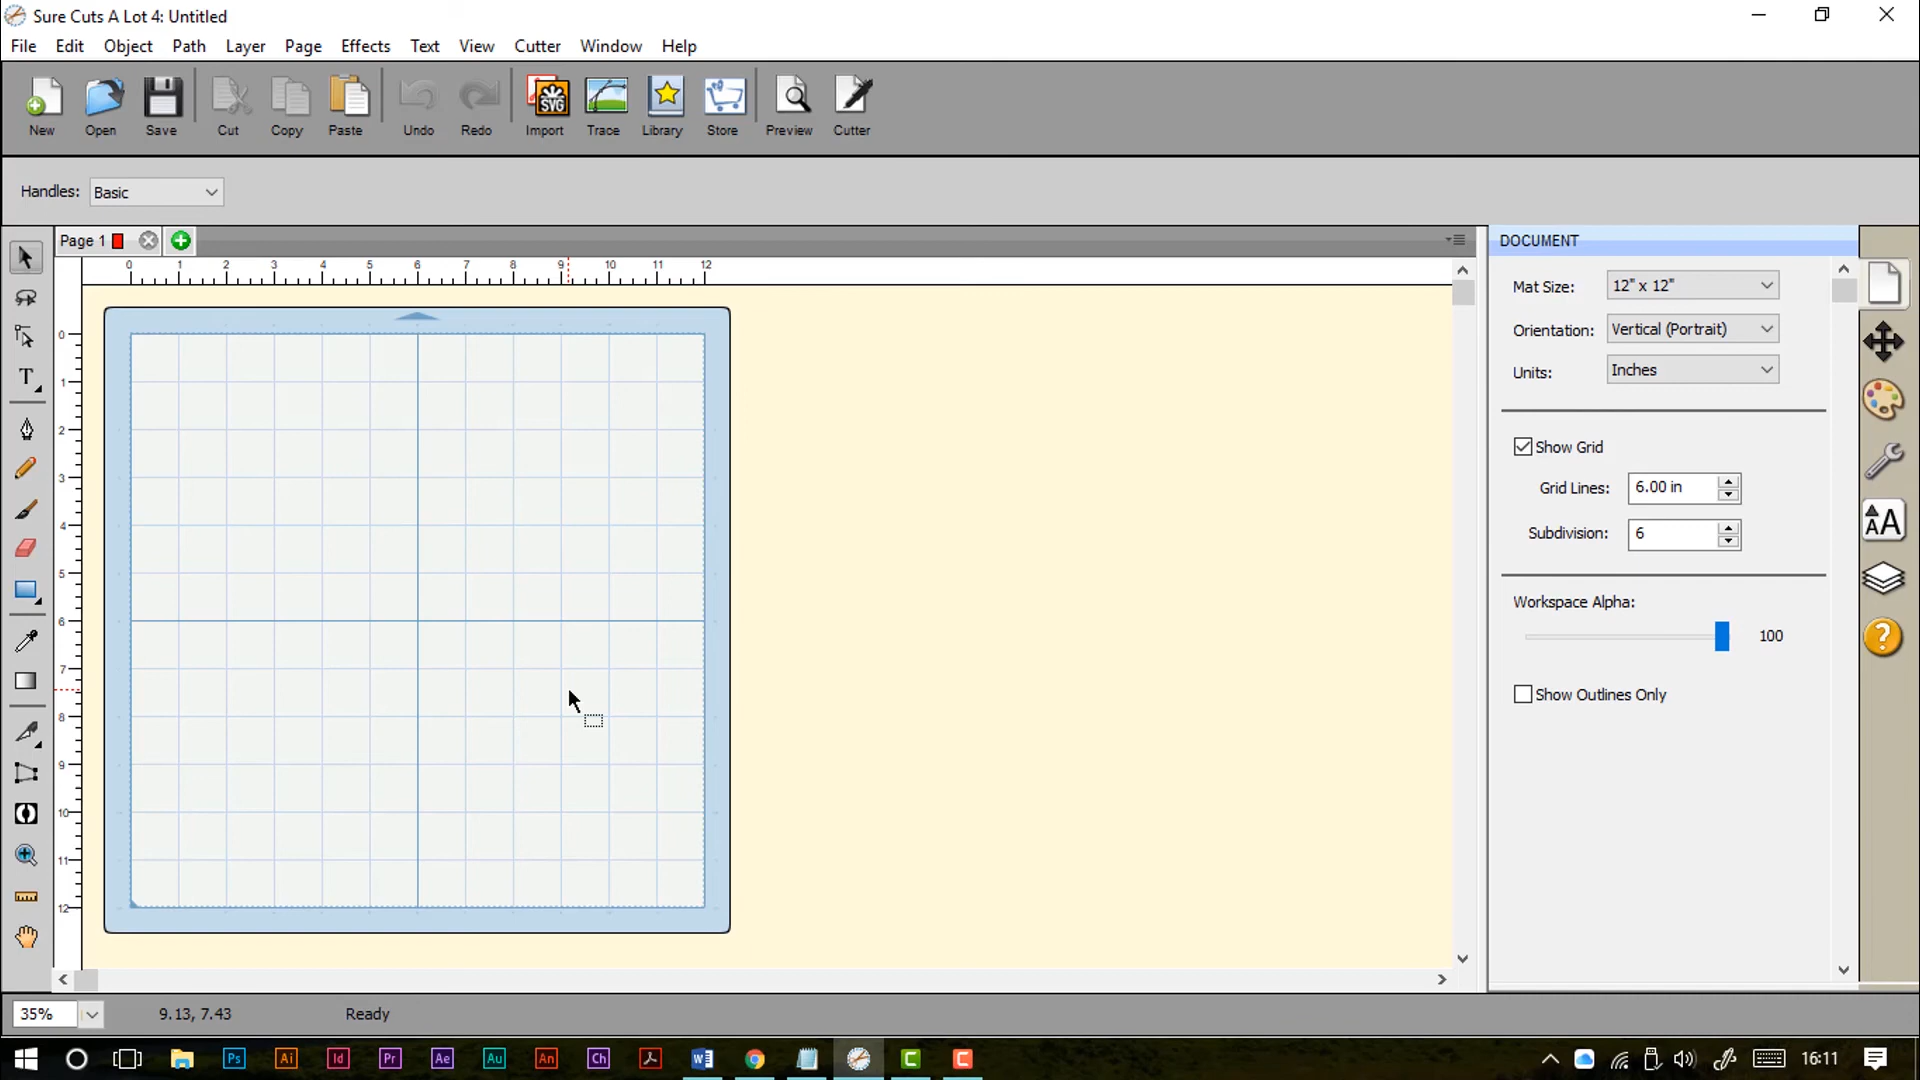 Sure Cuts A Lot 4: Untitled
File Edit Object Path Layer Page Effects Text View Cutter Window Help
SVG
New Open Save Cut Copy Paste Undo Redo Import Trace Library Store Preview Cutter
Handles: Basic
Page 1
DOCUMENT
0 1 2 3 4 5 6 7 8 9 10 11 12
Mat Size: 12" x 12"
Orientation: Vertical (Portrait)
Units: Inches
Show Grid
Grid Lines: 6.00 in
Subdivision: 6
AA
Workspace Alpha:
100
Show Outlines Only
T
0
1
2
3
4
5
6
7
8
9
10
11
12
?
35% 9.13, 7.43 Ready
Ps Ai Id Pr Ae Au An Ch W C C 16:11